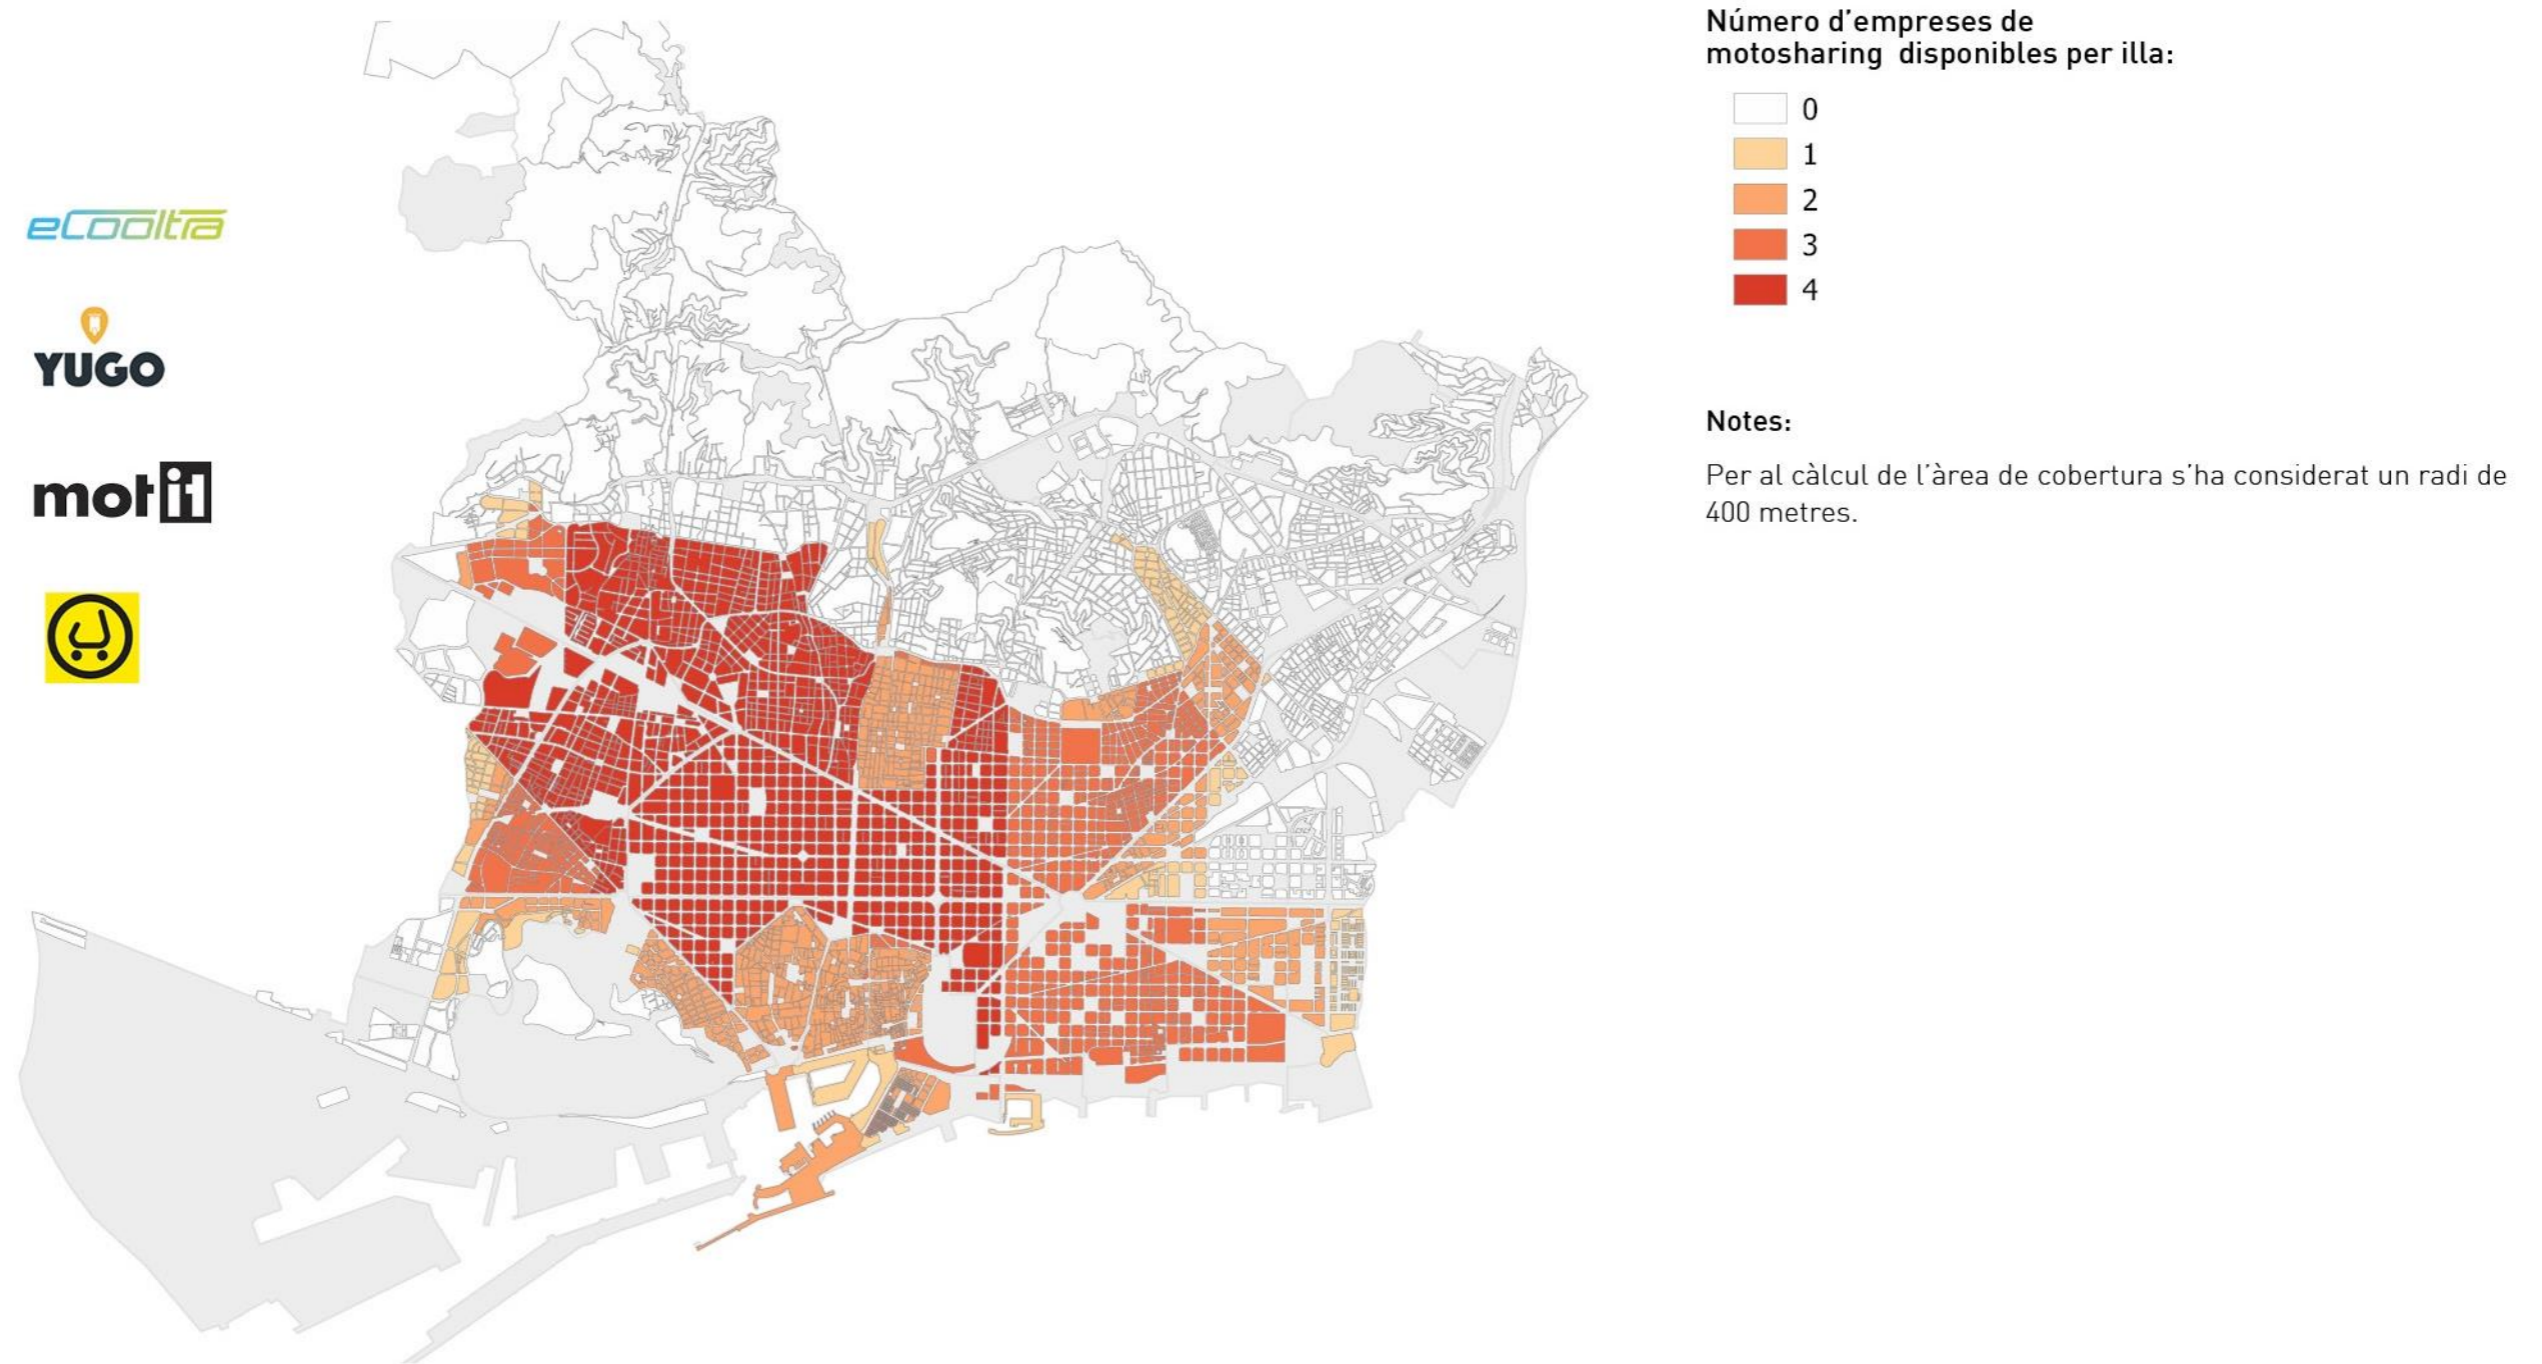 Número d'empreses de
motosharing disponibles per illa:
0
1
2
3
4
Notes:
Per al càlcul de l'àrea de cobertura s'ha considerat un radi de
400 metres.
eCooltra
YUGO
motit